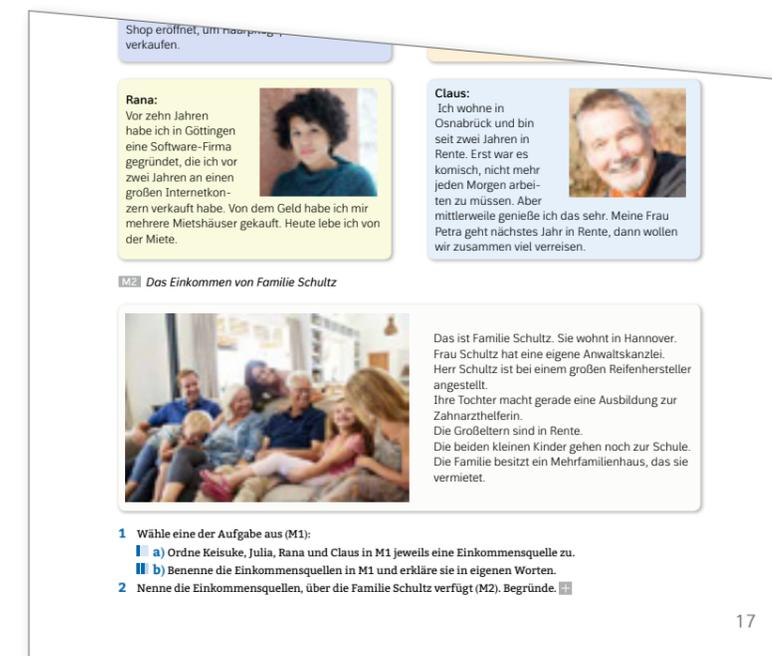 Shop eröffnet, um
verkaufen.
Rana:
Vor zehn Jahren
habe ich in Göttingen
eine Software-Firma
gegründet, die ich vor
zwei Jahren an einen
großen Internetkon-
zern verkauft habe. Von dem Geld habe ich mir
mehrere Mietshäuser gekauft. Heute lebe ich von
der Miete.
Claus:
Ich wohne in
Osnabrück und bin
seit zwei Jahren in
Rente. Erst war es
komisch, nicht mehr
jeden Morgen arbei-
ten zu müssen. Aber
mittlerweile genieße ich das sehr. Meine Frau
Petra geht nächstes Jahr in Rente, dann wollen
wir zusammen viel verreisen.
M2 Das Einkommen von Familie Schultz
Das ist Familie Schultz. Sie wohnt in Hannover.
Frau Schultz hat eine eigene Anwaltskanzlei.
Herr Schultz ist bei einem großen Reifenhersteller
angestellt.
Ihre Tochter macht gerade eine Ausbildung zur
Zahnarzthelferin.
Die Großeltern sind in Rente.
Die beiden kleinen Kinder gehen noch zur Schule.
Die Familie besitzt ein Mehrfamilienhaus, das sie
vermietet.
1 Wähle eine der Aufgabe aus (M1):
a) Ordne Keisuke, Julia, Rana und Claus in M1 jeweils eine Einkommensquelle zu.
b) Benenne die Einkommensquellen in M1 und erkläre sie in eigenen Worten.
2 Nenne die Einkommensquellen, über die Familie Schultz verfügt (M2). Begründe. +
17